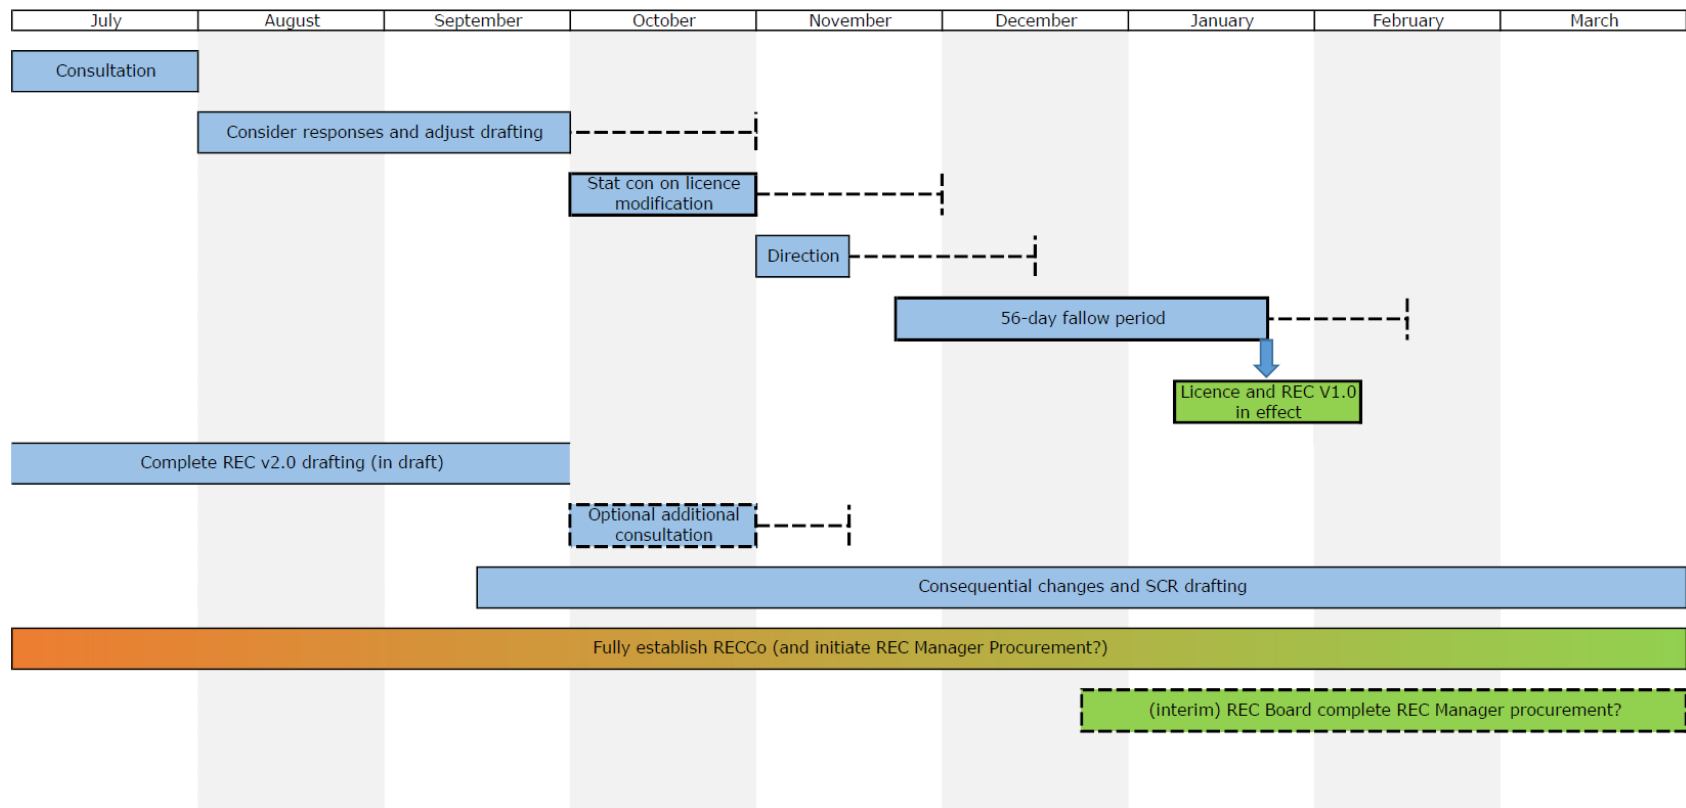 July August September October November December January February March
Consultation
Consider responses and adjust drafting
Stat con on licence
modification
Direction
56-day fallow period
Licence and REC V1.0
in effect
Complete REC v2.0 drafting (in draft)
Optional additional
consultation
Consequential changes and SCR drafting
Fully establish RECCo (and initiate REC Manager Procurement?)
(interim) REC Board complete REC Manager procurement?